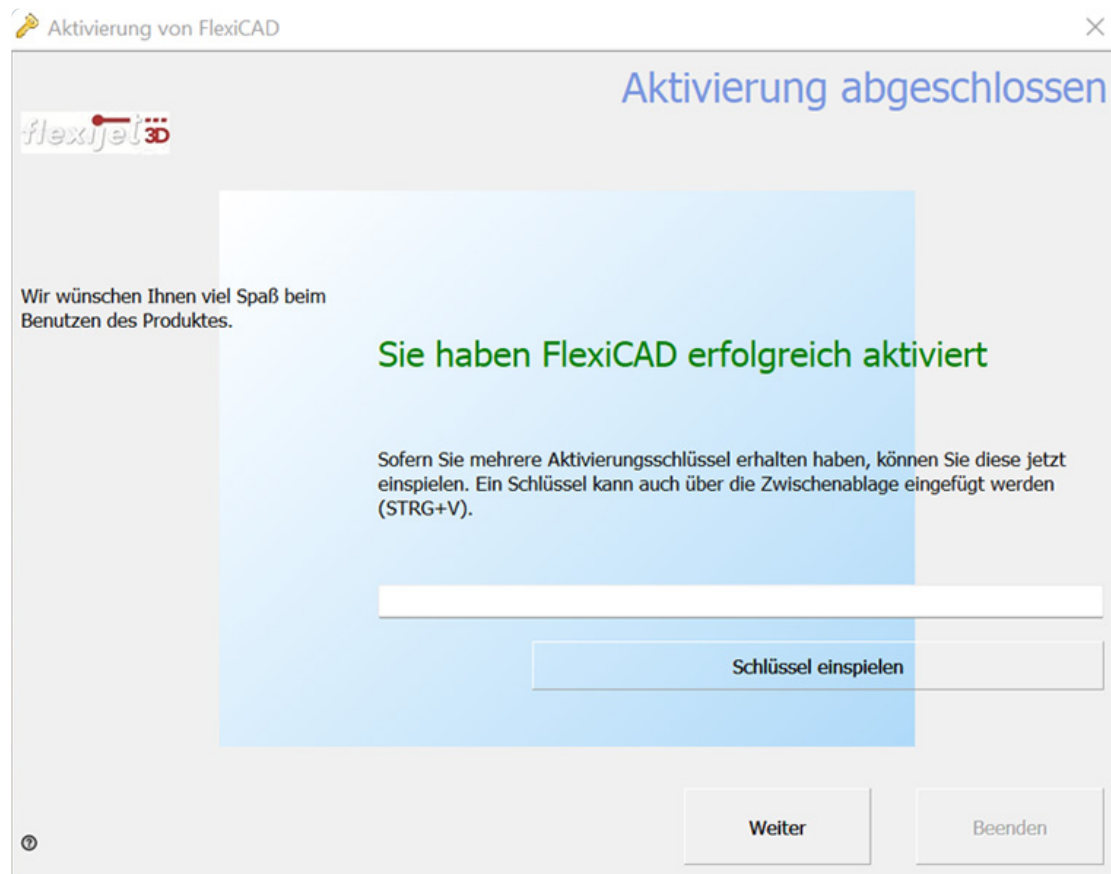 Aktivierung von FlexiCAD
Aktivierung abgeschlossen
flexijet 3D
Wir wünschen Ihnen viel Spaß beim
Benutzen des Produktes.
Sie haben FlexiCAD erfolgreich aktiviert
Sofern Sie mehrere Aktivierungsschlüssel erhalten haben, können Sie diese jetzt
einspielen. Ein Schlüssel kann auch über die Zwischenablage eingefügt werden
(STRG+V).
Schlüssel einspielen
Weiter
Beenden